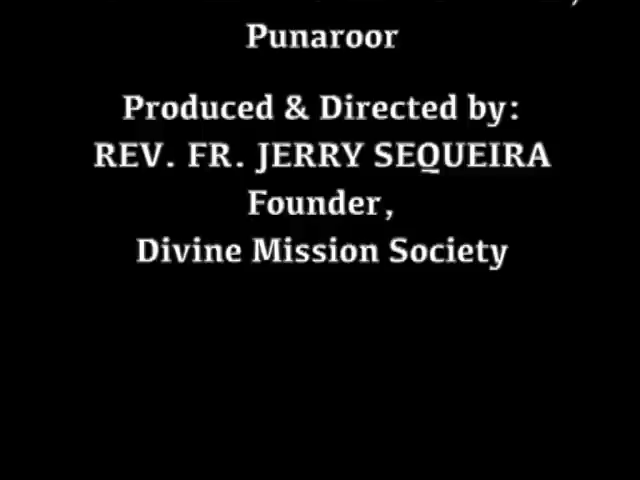 Punaroor
Produced & Directed by:
REV. FR. JERRY SEQUEIRA
Founder,
Divine Mission Society